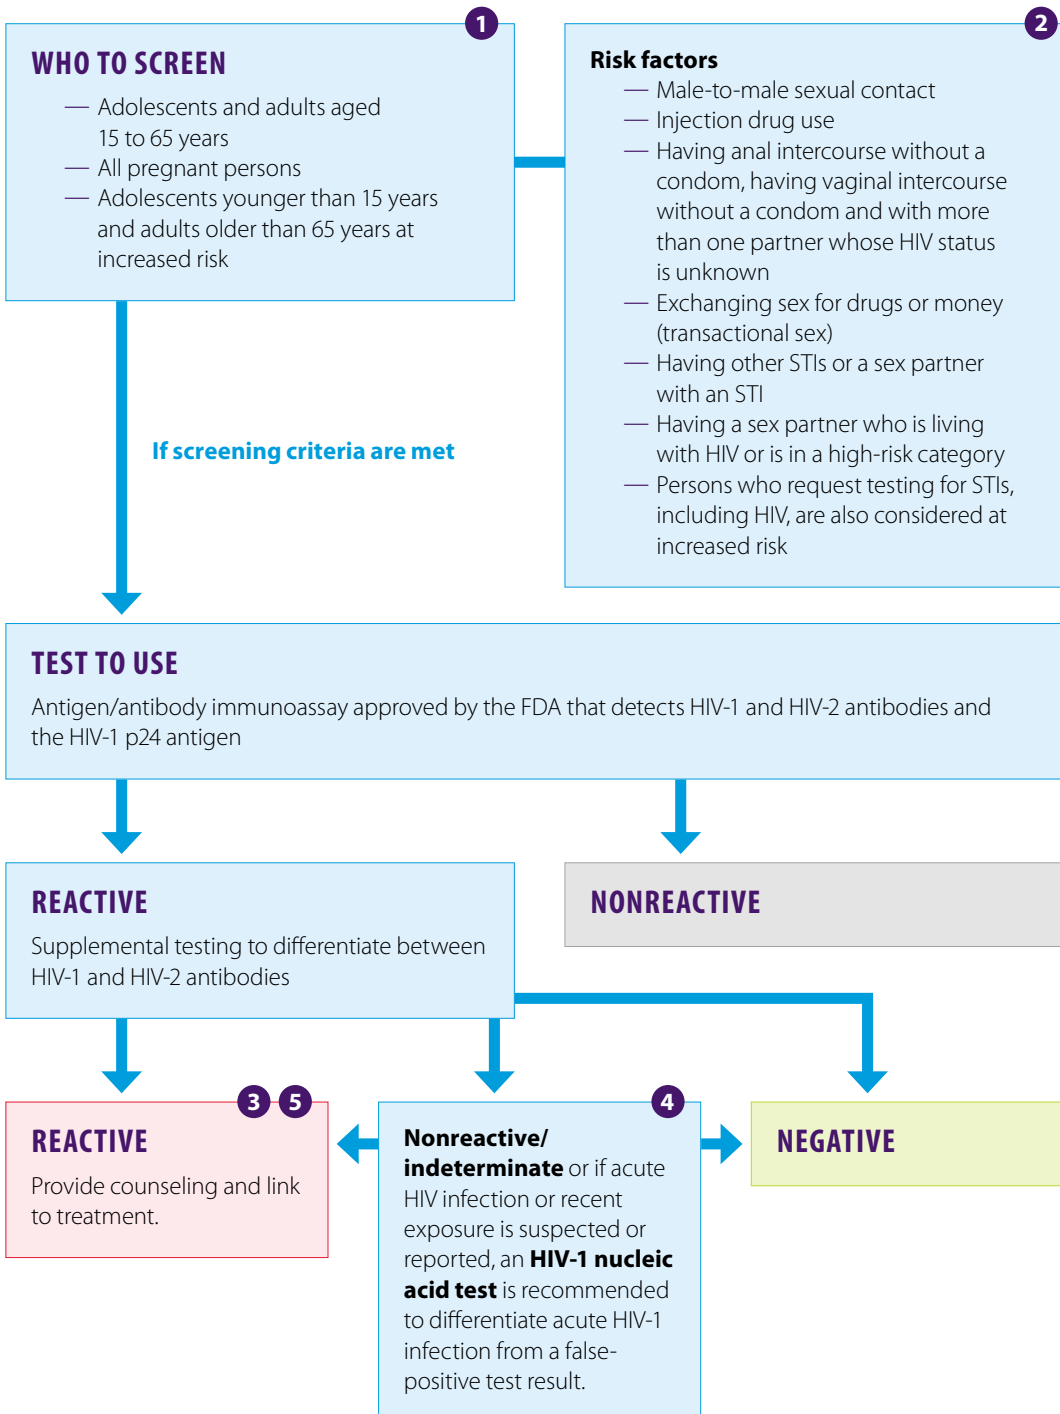 1
WHO TO SCREEN
— Adolescents and adults aged
15 to 65 years
— All pregnant persons
— Adolescents younger than 15 years
and adults older than 65 years at
increased risk
2
Risk factors
— Male-to-male sexual contact
— Injection drug use
— Having anal intercourse without a
condom, having vaginal intercourse
without a condom and with more
than one partner whose HIV status
is unknown
— Exchanging sex for drugs or money
(transactional sex)
— Having other STIs or a sex partner
with an STI
— Having a sex partner who is living
with HIV or is in a high-risk category
— Persons who request testing for STIs,
including HIV, are also considered at
increased risk
If screening criteria are met
TEST TO USE
Antigen/antibody immunoassay approved by the FDA that detects HIV-1 and HIV-2 antibodies and
the HIV-1 p24 antigen
REACTIVE
Supplemental testing to differentiate between
HIV-1 and HIV-2 antibodies
NONREACTIVE
3 5
REACTIVE
Provide counseling and link
to treatment.
4
Nonreactive/
indeterminate or if acute
HIV infection or recent
exposure is suspected or
reported, an HIV-1 nucleic
acid test is recommended
to differentiate acute HIV-1
infection from a false-
positive test result.
NEGATIVE